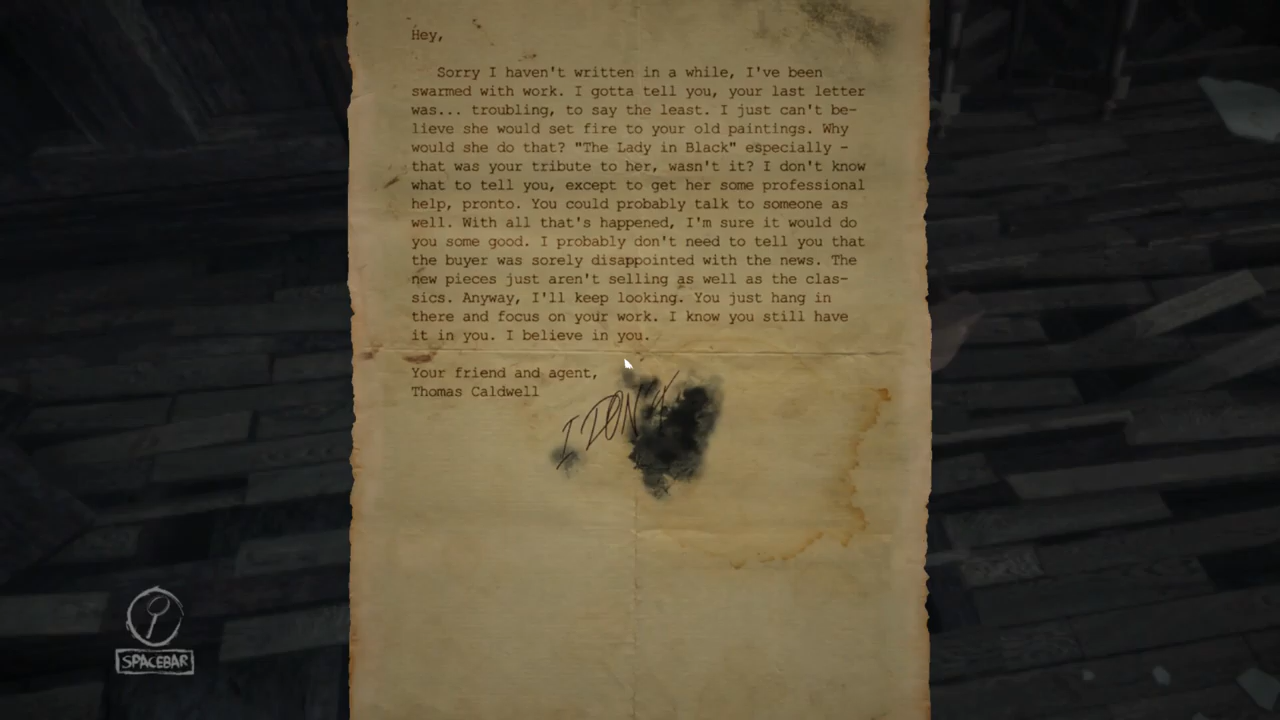 Hey,
Sorry I haven't written in a while, I've been
swarmed with work. I gotta tell you, your last letter
was... troubling, to say the least. I just can't be-
lieve she would set fire to your old paintings. Why
would she do that? "The Lady in Black" especially -
that was your tribute to her, wasn't it? I don't know
what to tell you, except to get her some professional
help, pronto. You could probably talk to someone as
well. With all that's happened, I'm sure it would do
you some good. I probably don't need to tell you that
the buyer was sorely disappointed with the news. The
new pieces just aren't selling as well as the clas-
sics. Anyway, I'll keep looking. You just hang in
there and focus on your work. I know you still have
it in you. I believe in you.
Your friend and agent,
Thomas Caldwell
I DON'T
SPACEBAR